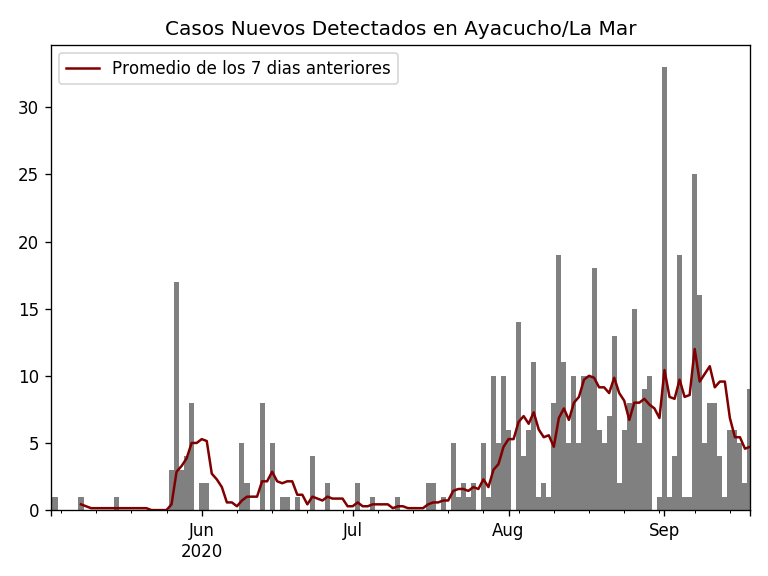 Casos Nuevos Detectados en Ayacucho/La Mar
Promedio de los 7 dias anteriores
30
25
20
15
10
5
0
Jun
2020
Jul
Aug
Sep